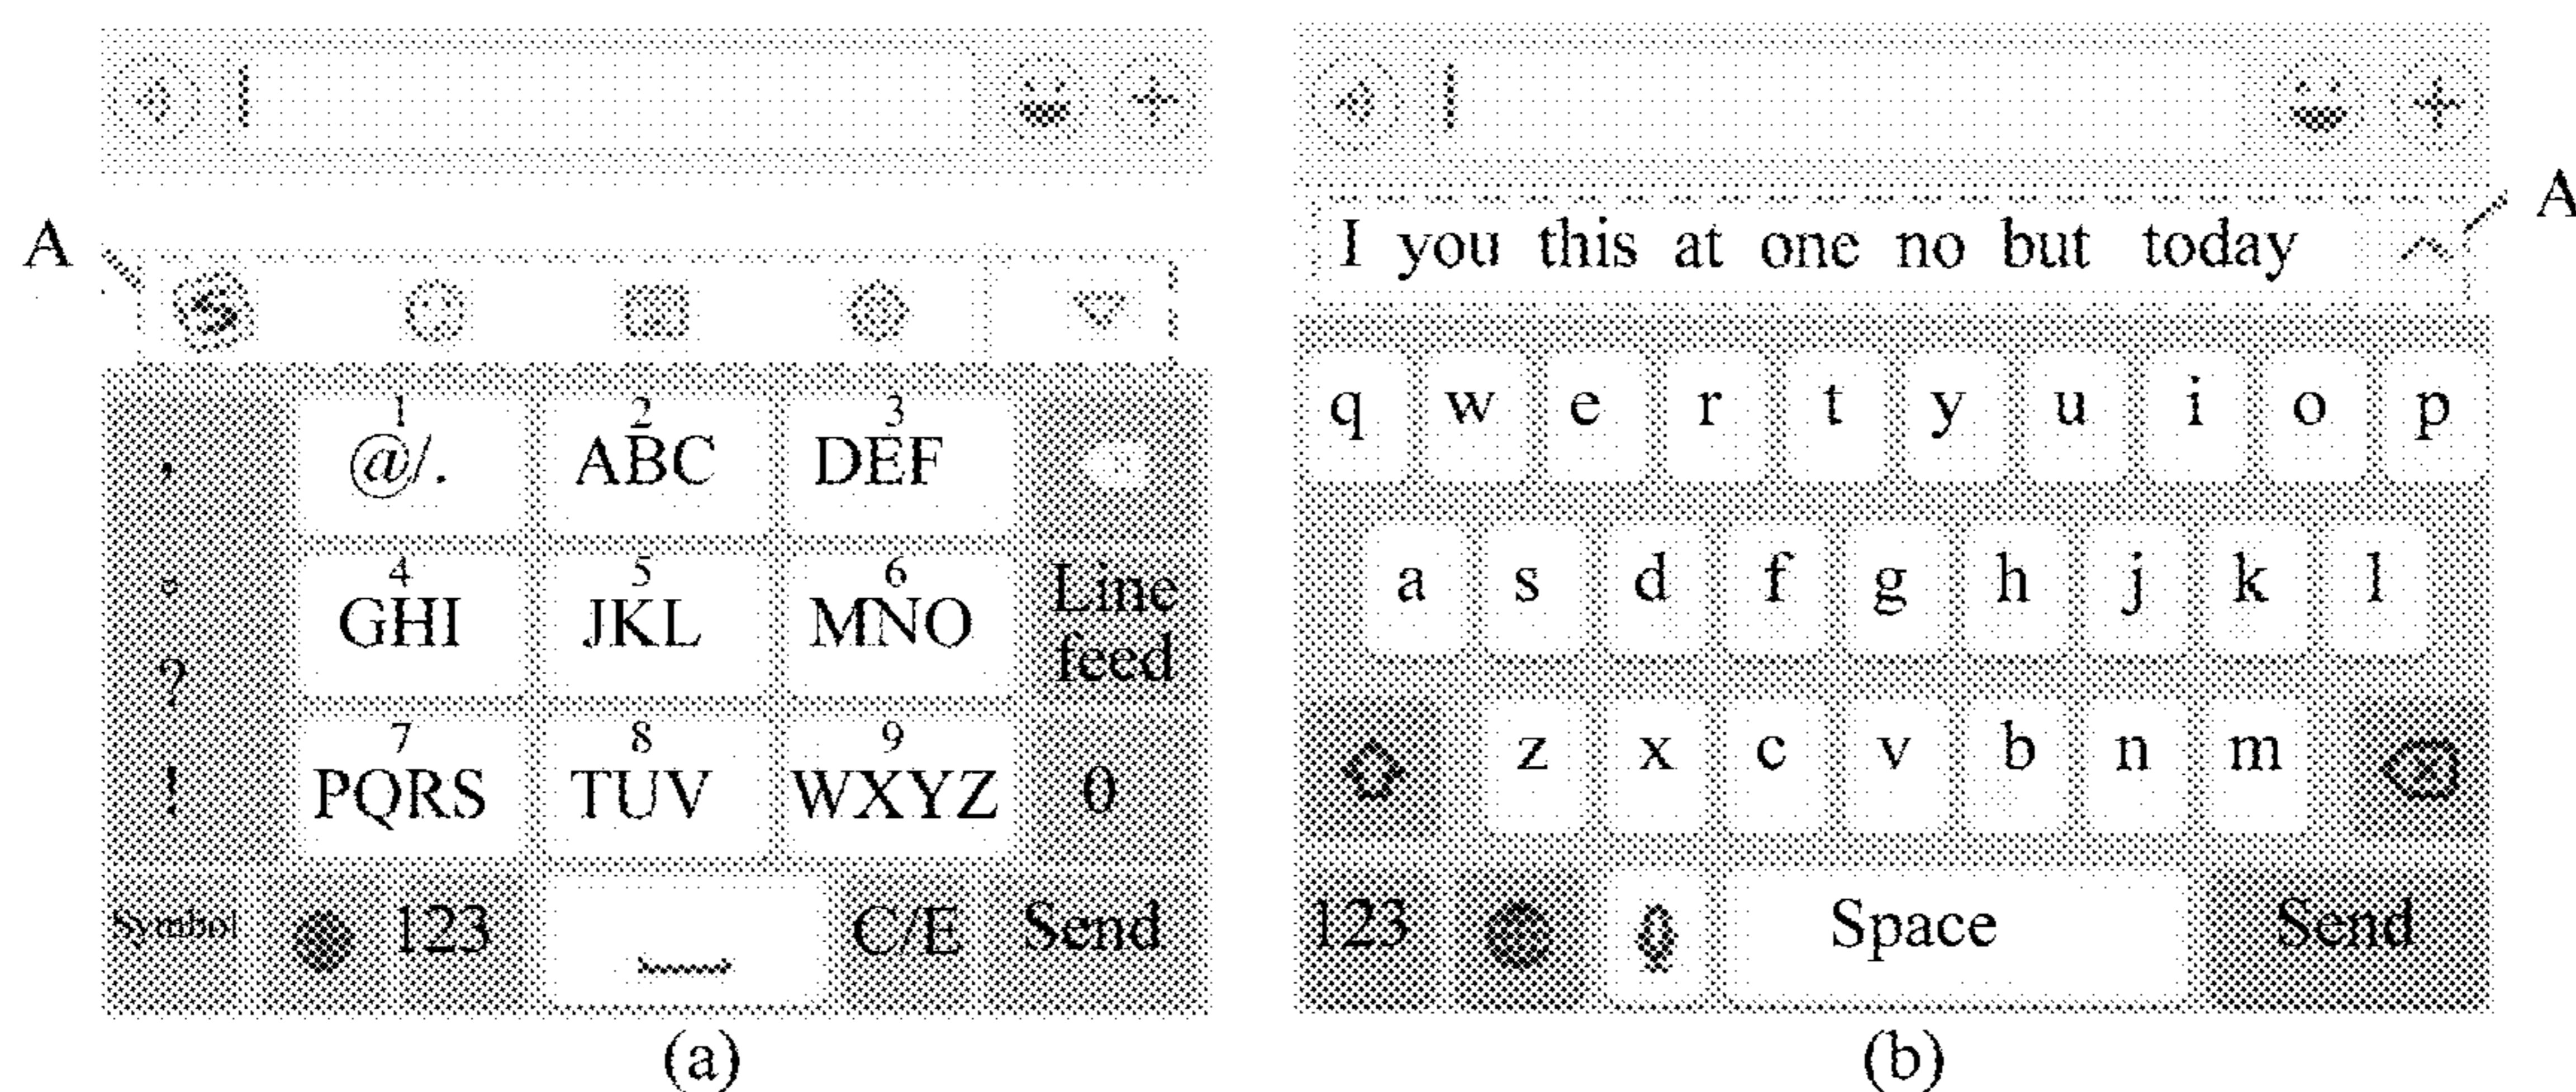 A
,
1 2 3
@/. ABC DEF
。
4 5 6
GHI JKL MNO
Line
feed
?
7 8 9
PQRS TUV WXYZ
!
0
Symbol 123 C/E Send
(a)
A
I you this at one no but today
q w e r t y u i o p
a s d f g h j k l
z x c v b n m
123 Space Send
(b)